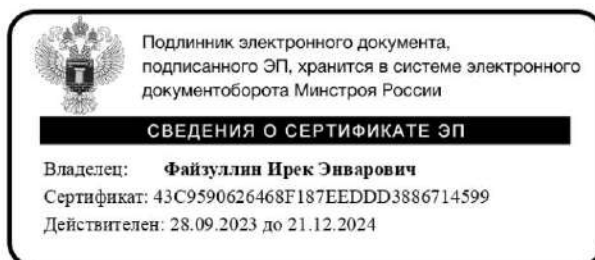 Подлинник электронного документа,
подписанного ЭП, хранится в системе электронного
документоборота Минстроя России
СВЕДЕНИЯ О СЕРТИФИКАТЕ ЭП
Владелец: Файзуллин Ирек Энварович
Сертификат: 43C9590626468F187EEDDD3886714599
Действителен: 28.09.2023 до 21.12.2024